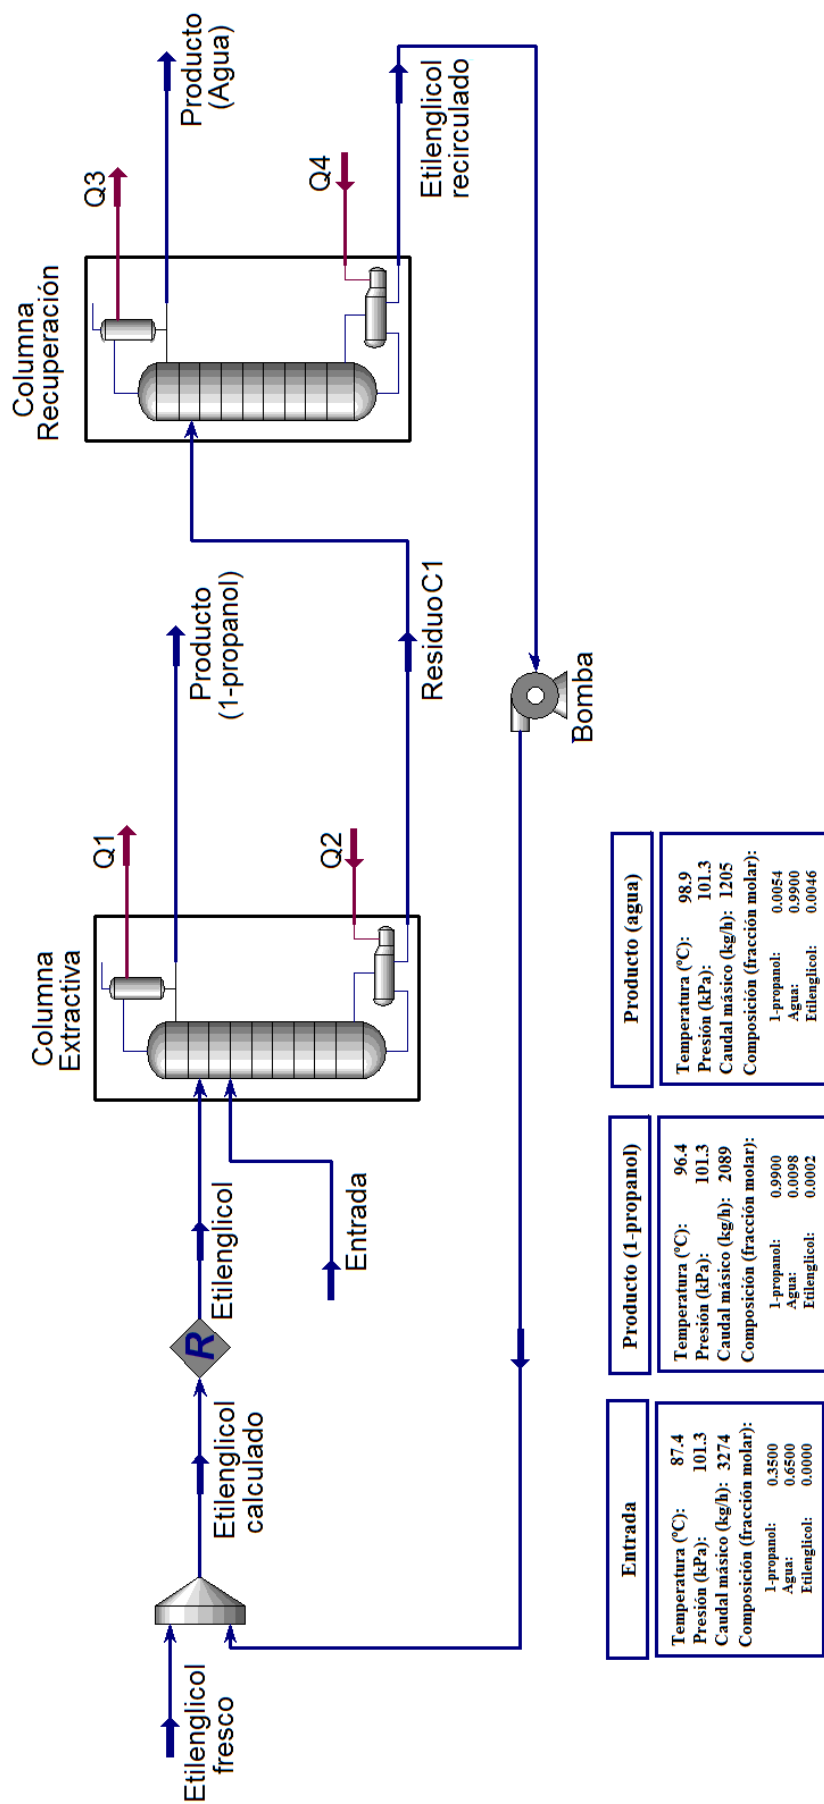 Etilenglicol
fresco
Etilenglicol
calculado
R
Etilenglicol
Entrada
Columna
Extractiva
Q1
Q2
Producto
(1-propanol)
ResiduoC1
Columna
Recuperación
Q3
Q4
Producto
(Agua)
Etilenglicol
recirculado
Bomba
Entrada
Temperatura (ºC): 87.4
Presión (kPa): 101.3
Caudal másico (kg/h): 3274
Composición (fracción molar):
1-propanol: 0.3500
Agua: 0.6500
Etilenglicol: 0.0000
Producto (1-propanol)
Temperatura (ºC): 96.4
Presión (kPa): 101.3
Caudal másico (kg/h): 2089
Composición (fracción molar):
1-propanol: 0.9900
Agua: 0.0098
Etilenglicol: 0.0002
Producto (agua)
Temperatura (ºC): 98.9
Presión (kPa): 101.3
Caudal másico (kg/h): 1205
Composición (fracción molar):
1-propanol: 0.0054
Agua: 0.9900
Etilenglicol: 0.0046